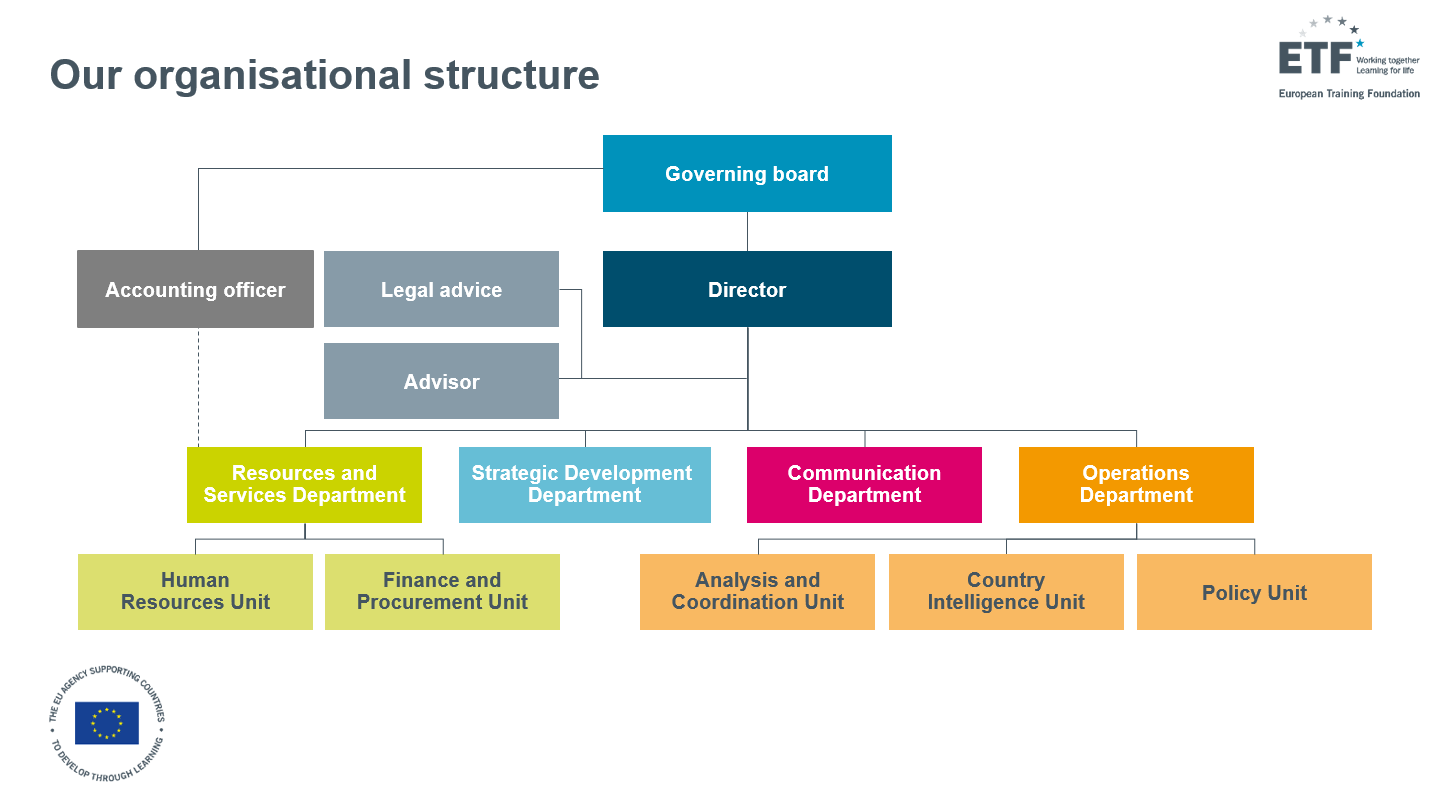 Our organisational structure
ETF
Working together
Learning for life
European Training Foundation
Governing board
Accounting officer
Legal advice
Director
Advisor
Resources and
Services Department
Strategic Development
Department
Communication
Department
Operations
Department
Human
Resources Unit
Finance and
Procurement Unit
Analysis and
Coordination Unit
Country
Intelligence Unit
Policy Unit
• THE EU AGENCY SUPPORTING COUNTRIES •
TO DEVELOP THROUGH LEARNING